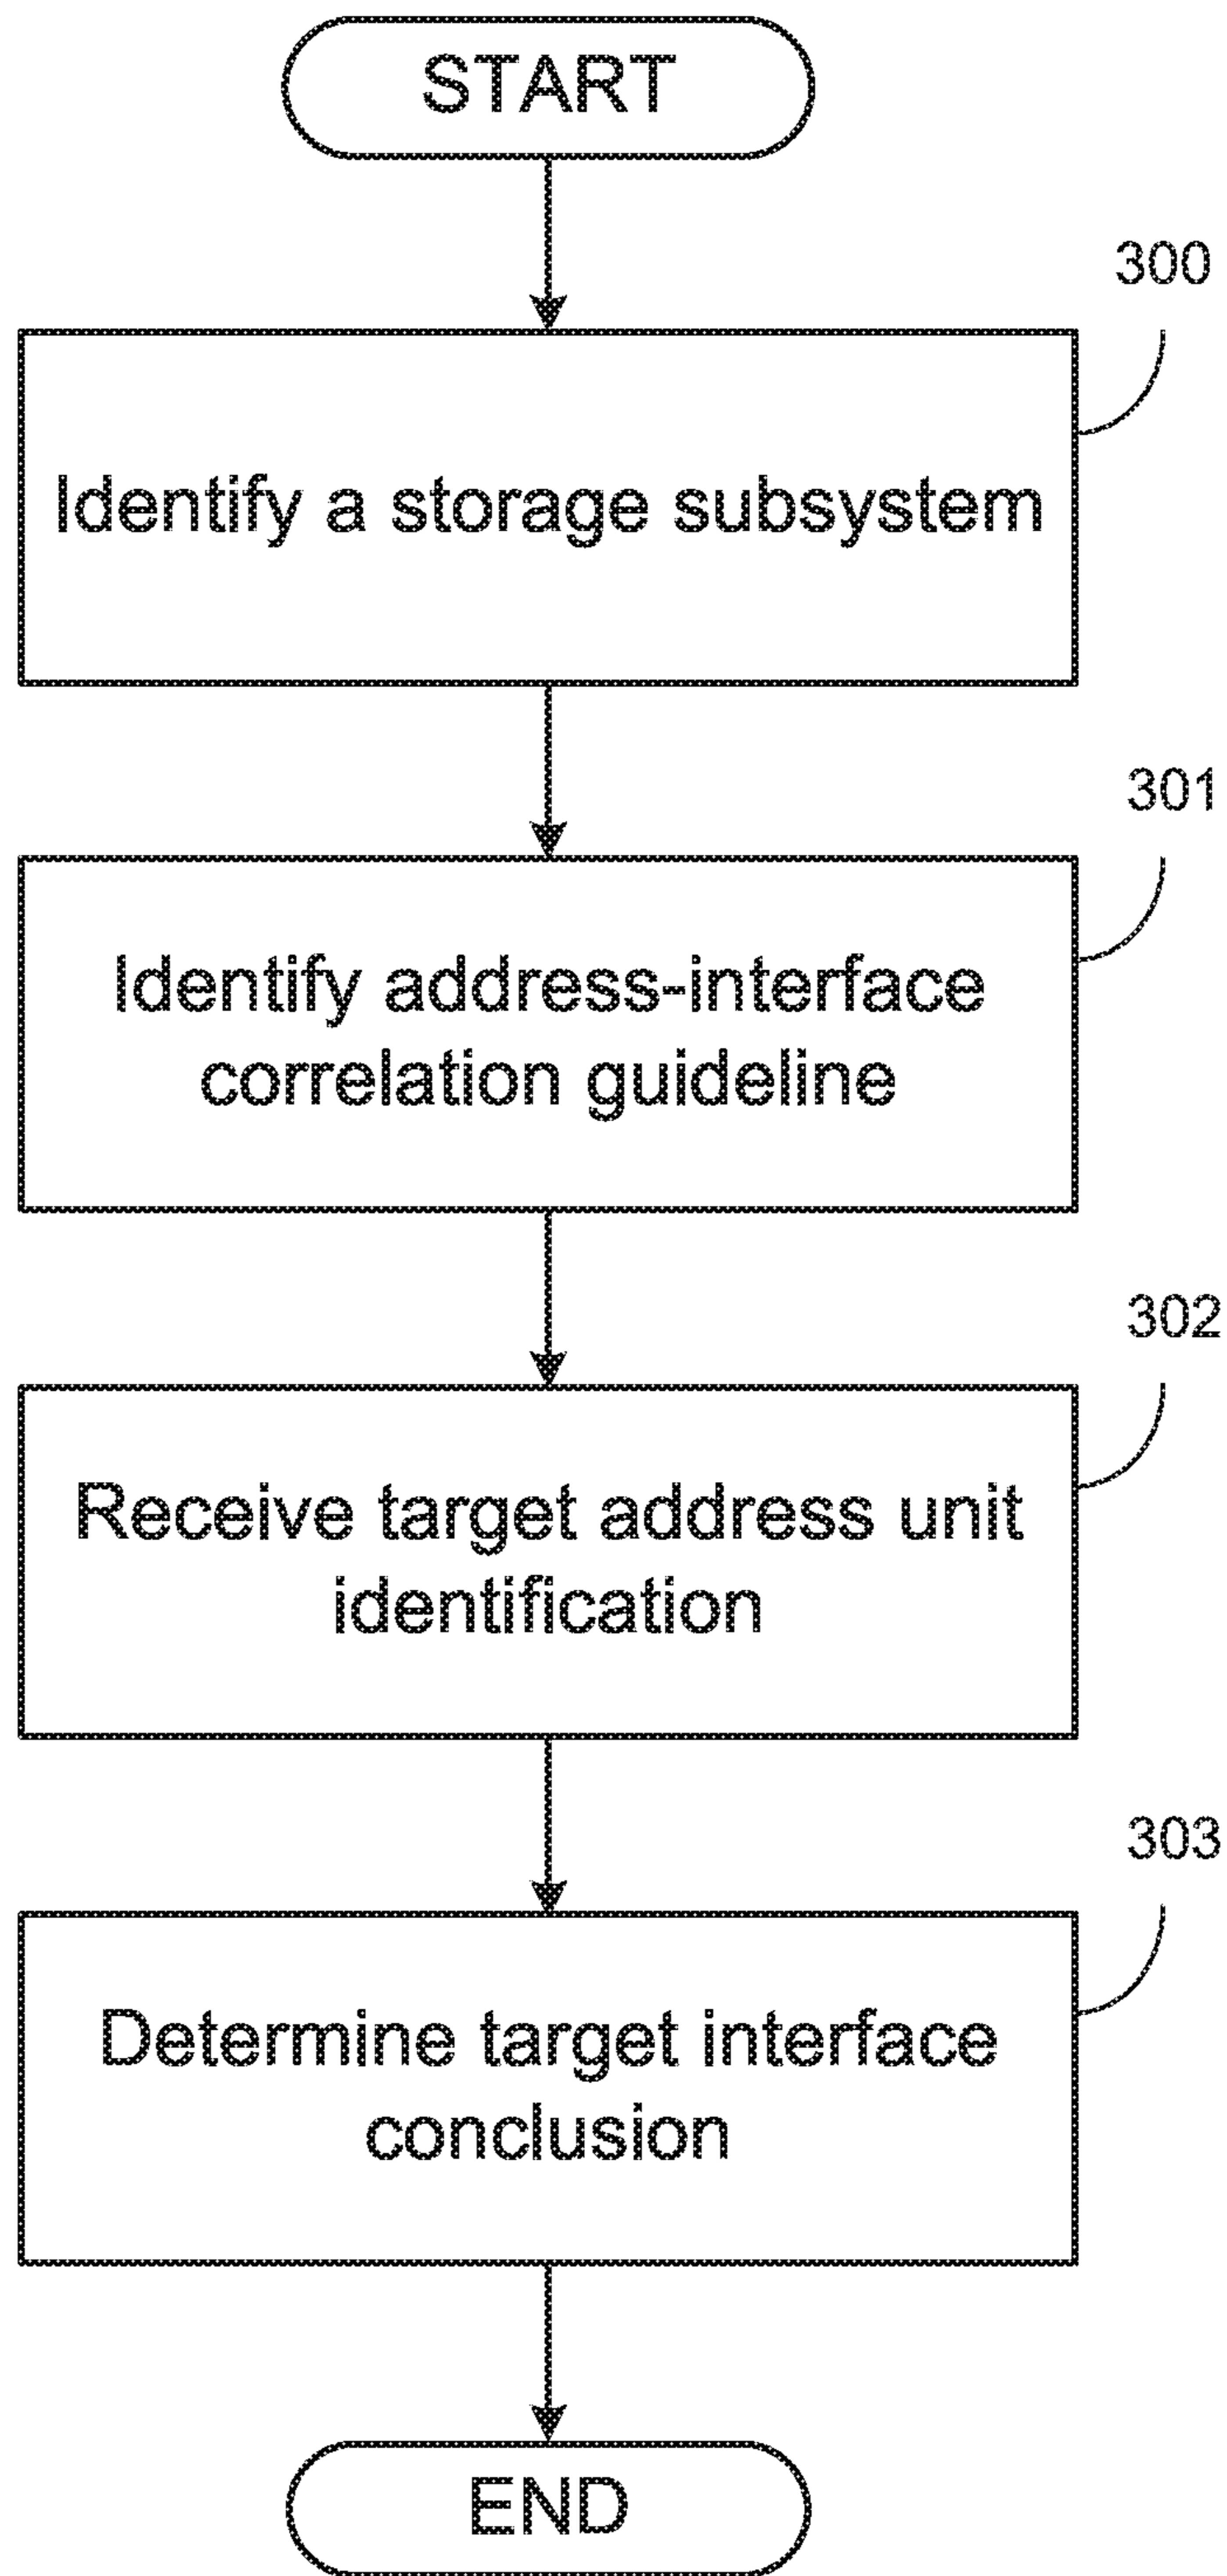 START
300
Identify a storage subsystem
301
Identify address-interface
correlation guideline
302
Receive target address unit
identification
303
Determine target interface
conclusion
END